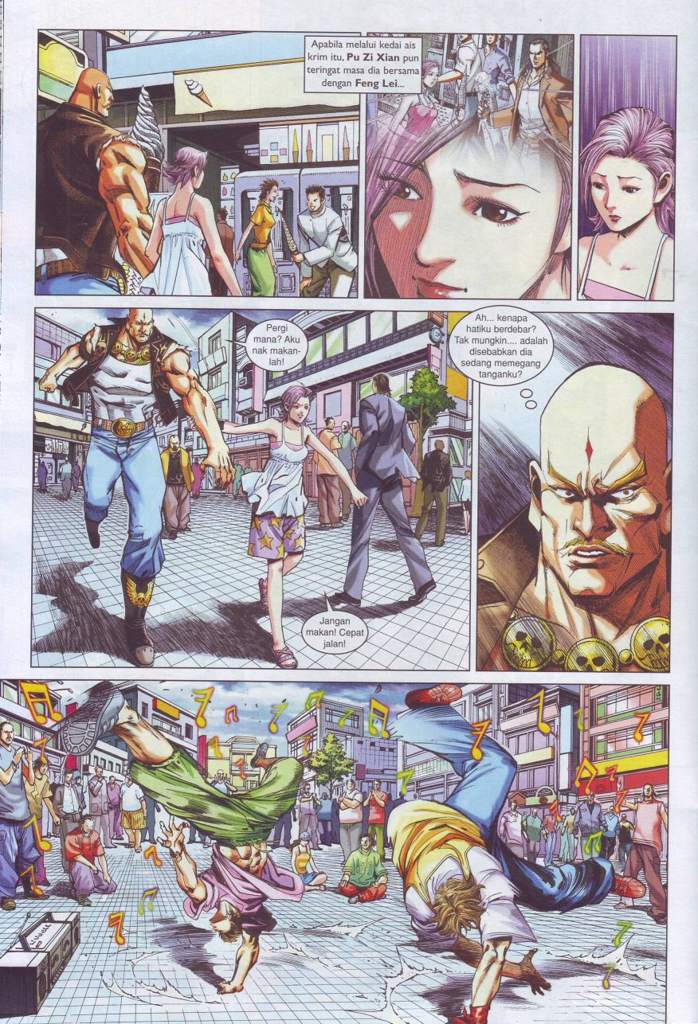 Apabila melalui kedai ais
krim itu, Pu Zi Xian pun
teringat masa dia bersama
dengan Feng Lei...
Pergi
mana? Aku
nak makan-
lah!
Ah... kenapa
hatiku berdebar?
Tak mungkin.... adalah
disebabkan dia
sedang memegang
tanganku?
Jangan
makan! Cepat
jalan!